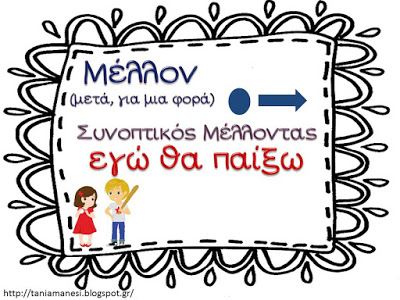 Μέλλον
(μετά, για μια φορά)
Συνοπτικός Μέλλοντας
εγώ θα παίξω
http://taniamanesi.blogspot.gr/